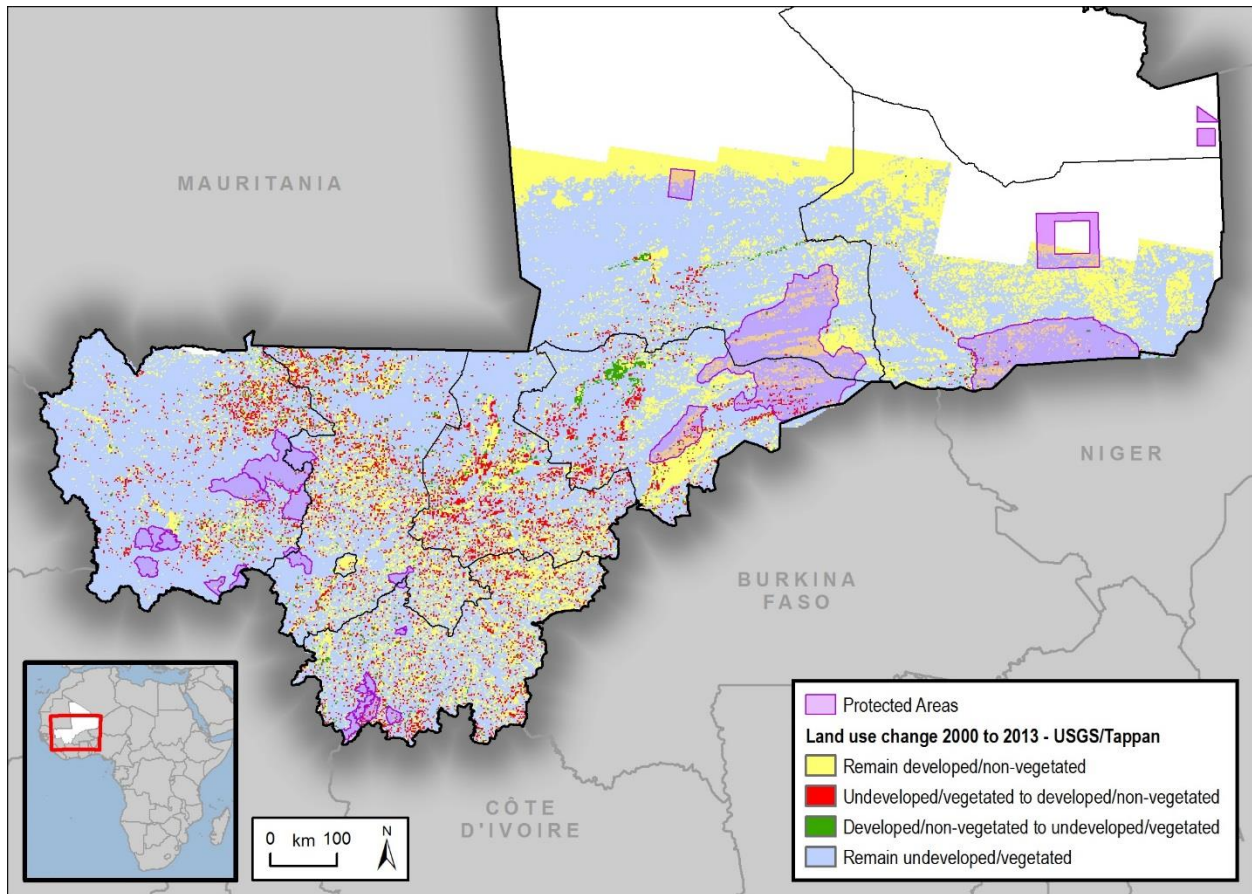 MAURITANIA
NIGER
BURKINA
FASO
CÔTE
D'IVOIRE
0 km 100
N
Protected Areas
Land use change 2000 to 2013 - USGS/Tappan
Remain developed/non-vegetated
Undeveloped/vegetated to developed/non-vegetated
Developed/non-vegetated to undeveloped/vegetated
Remain undeveloped/vegetated